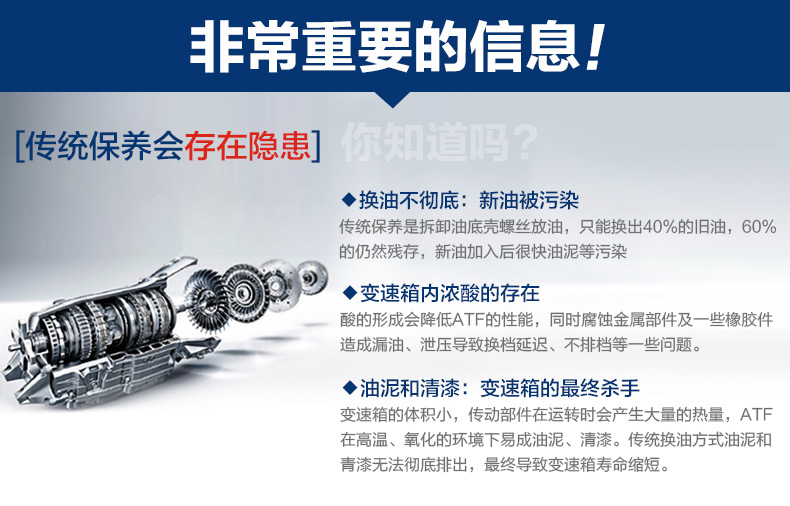 非常重要的信息！
[传统保养会存在隐患] 你知道吗？
◆换油不彻底：新油被污染
传统保养是拆卸油底壳螺丝放油，只能换出40%的旧油，60%
的仍然残存，新油加入后很快油泥等污染
◆变速箱内浓酸的存在
酸的形成会降低ATF的性能，同时腐蚀金属部件及一些橡胶件
造成漏油、泄压导致换档延迟、不排档等一些问题。
◆油泥和清漆：变速箱的最终杀手
变速箱的体积小，传动部件在运转时会产生大量的热量，ATF
在高温、氧化的环境下易成油泥、清漆。传统换油方式油泥和
青漆无法彻底排出，最终导致变速箱寿命缩短。